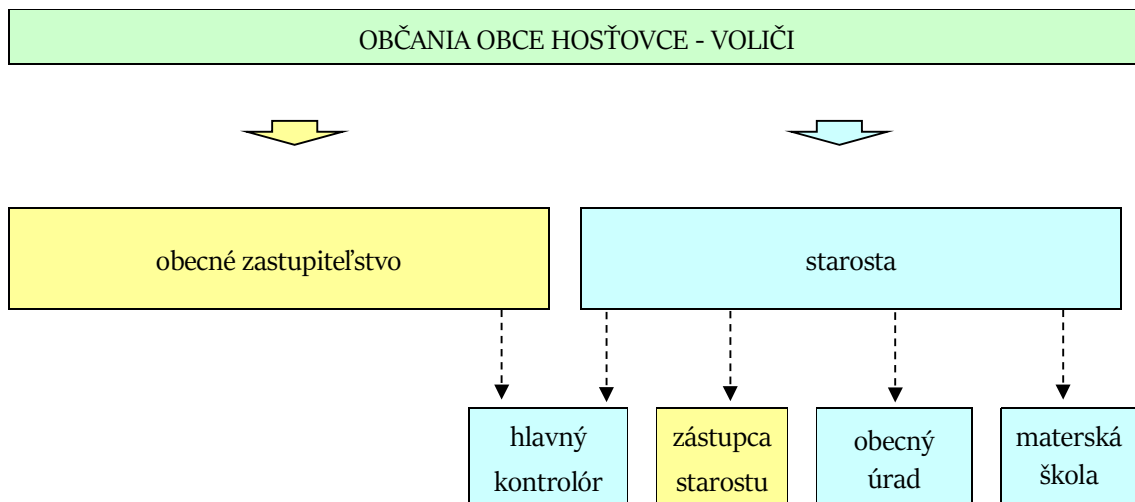 OBČANIA OBCE HOSŤOVCE - VOLIČI
obecné zastupiteľstvo
starosta
hlavný
kontrolór
zástupca
starostu
obecný
úrad
materská
škola